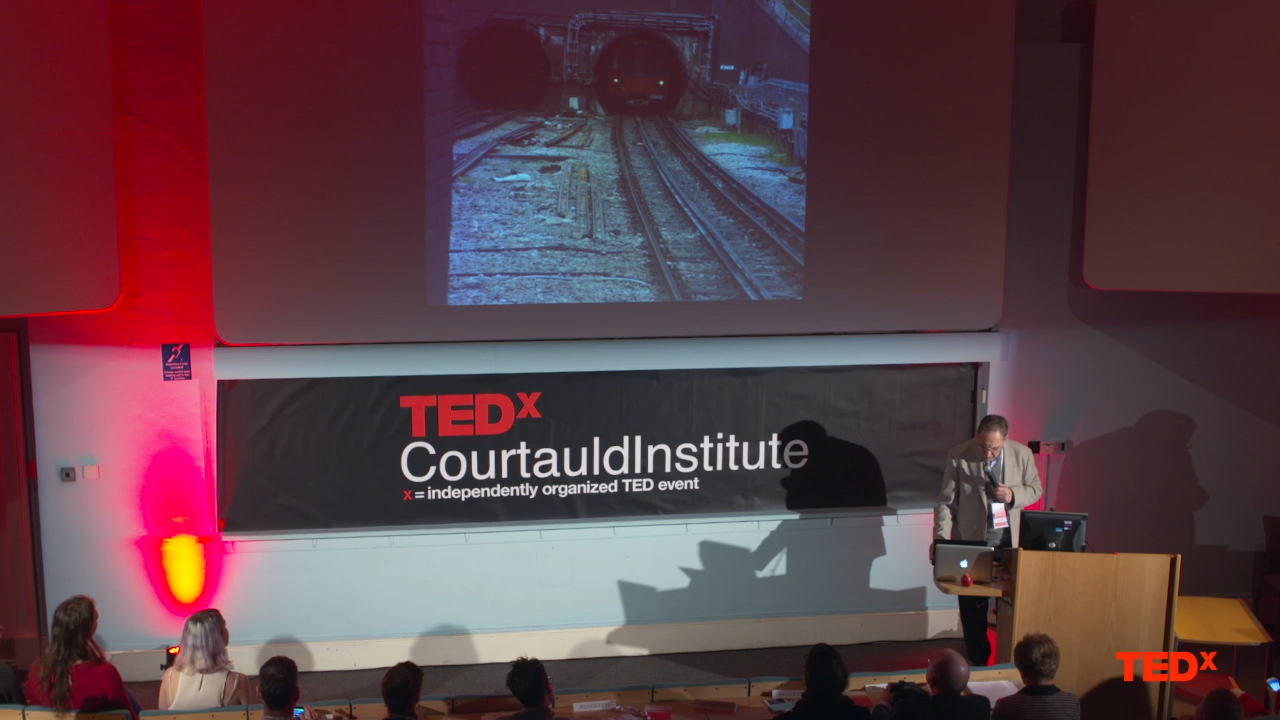 TEDx
CourtauldInstitute
x = independently organized TED event
TEDx